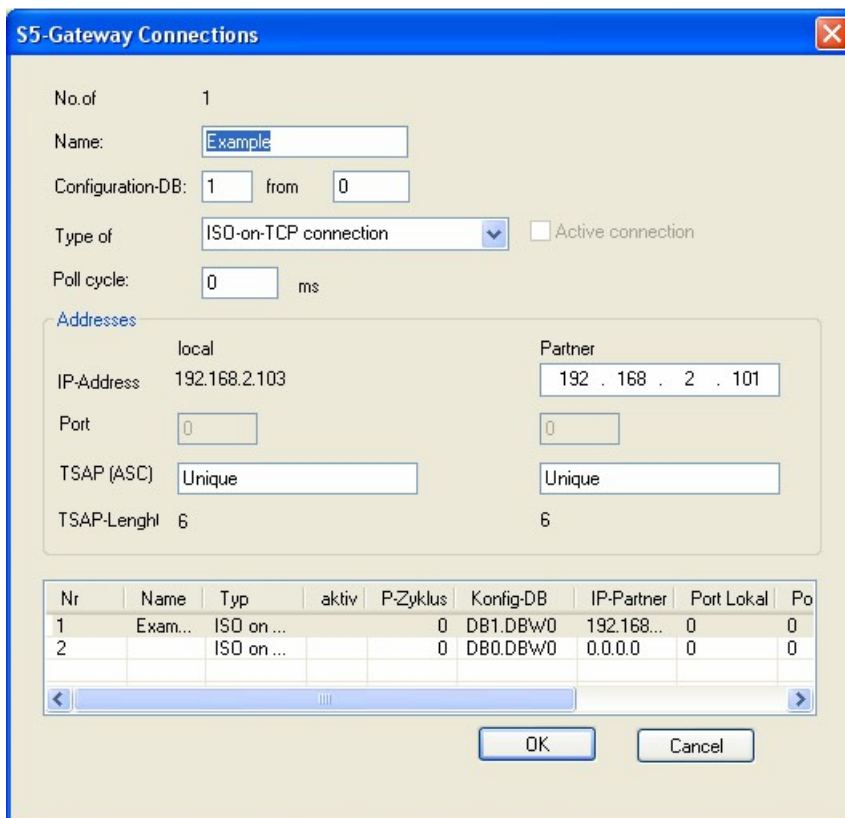 S5-Gateway Connections
No.of 1
Name: Example
Configuration-DB: 1 from 0
Type of ISO-on-TCP connection Active connection
Poll cycle: 0 ms
Addresses
local Partner
IP-Address 192.168.2.103 192 . 168 . 2 . 101
Port 0 0
TSAP (ASC) Unique Unique
TSAP-Lenght 6 6
Nr Name Typ aktiv P-Zyklus Konfig-DB IP-Partner Port Lokal Po
1 Exam... ISO on ... 0 DB1.DBW0 192.168... 0 0
2 ISO on ... 0 DB0.DBW0 0.0.0.0 0 0
OK Cancel